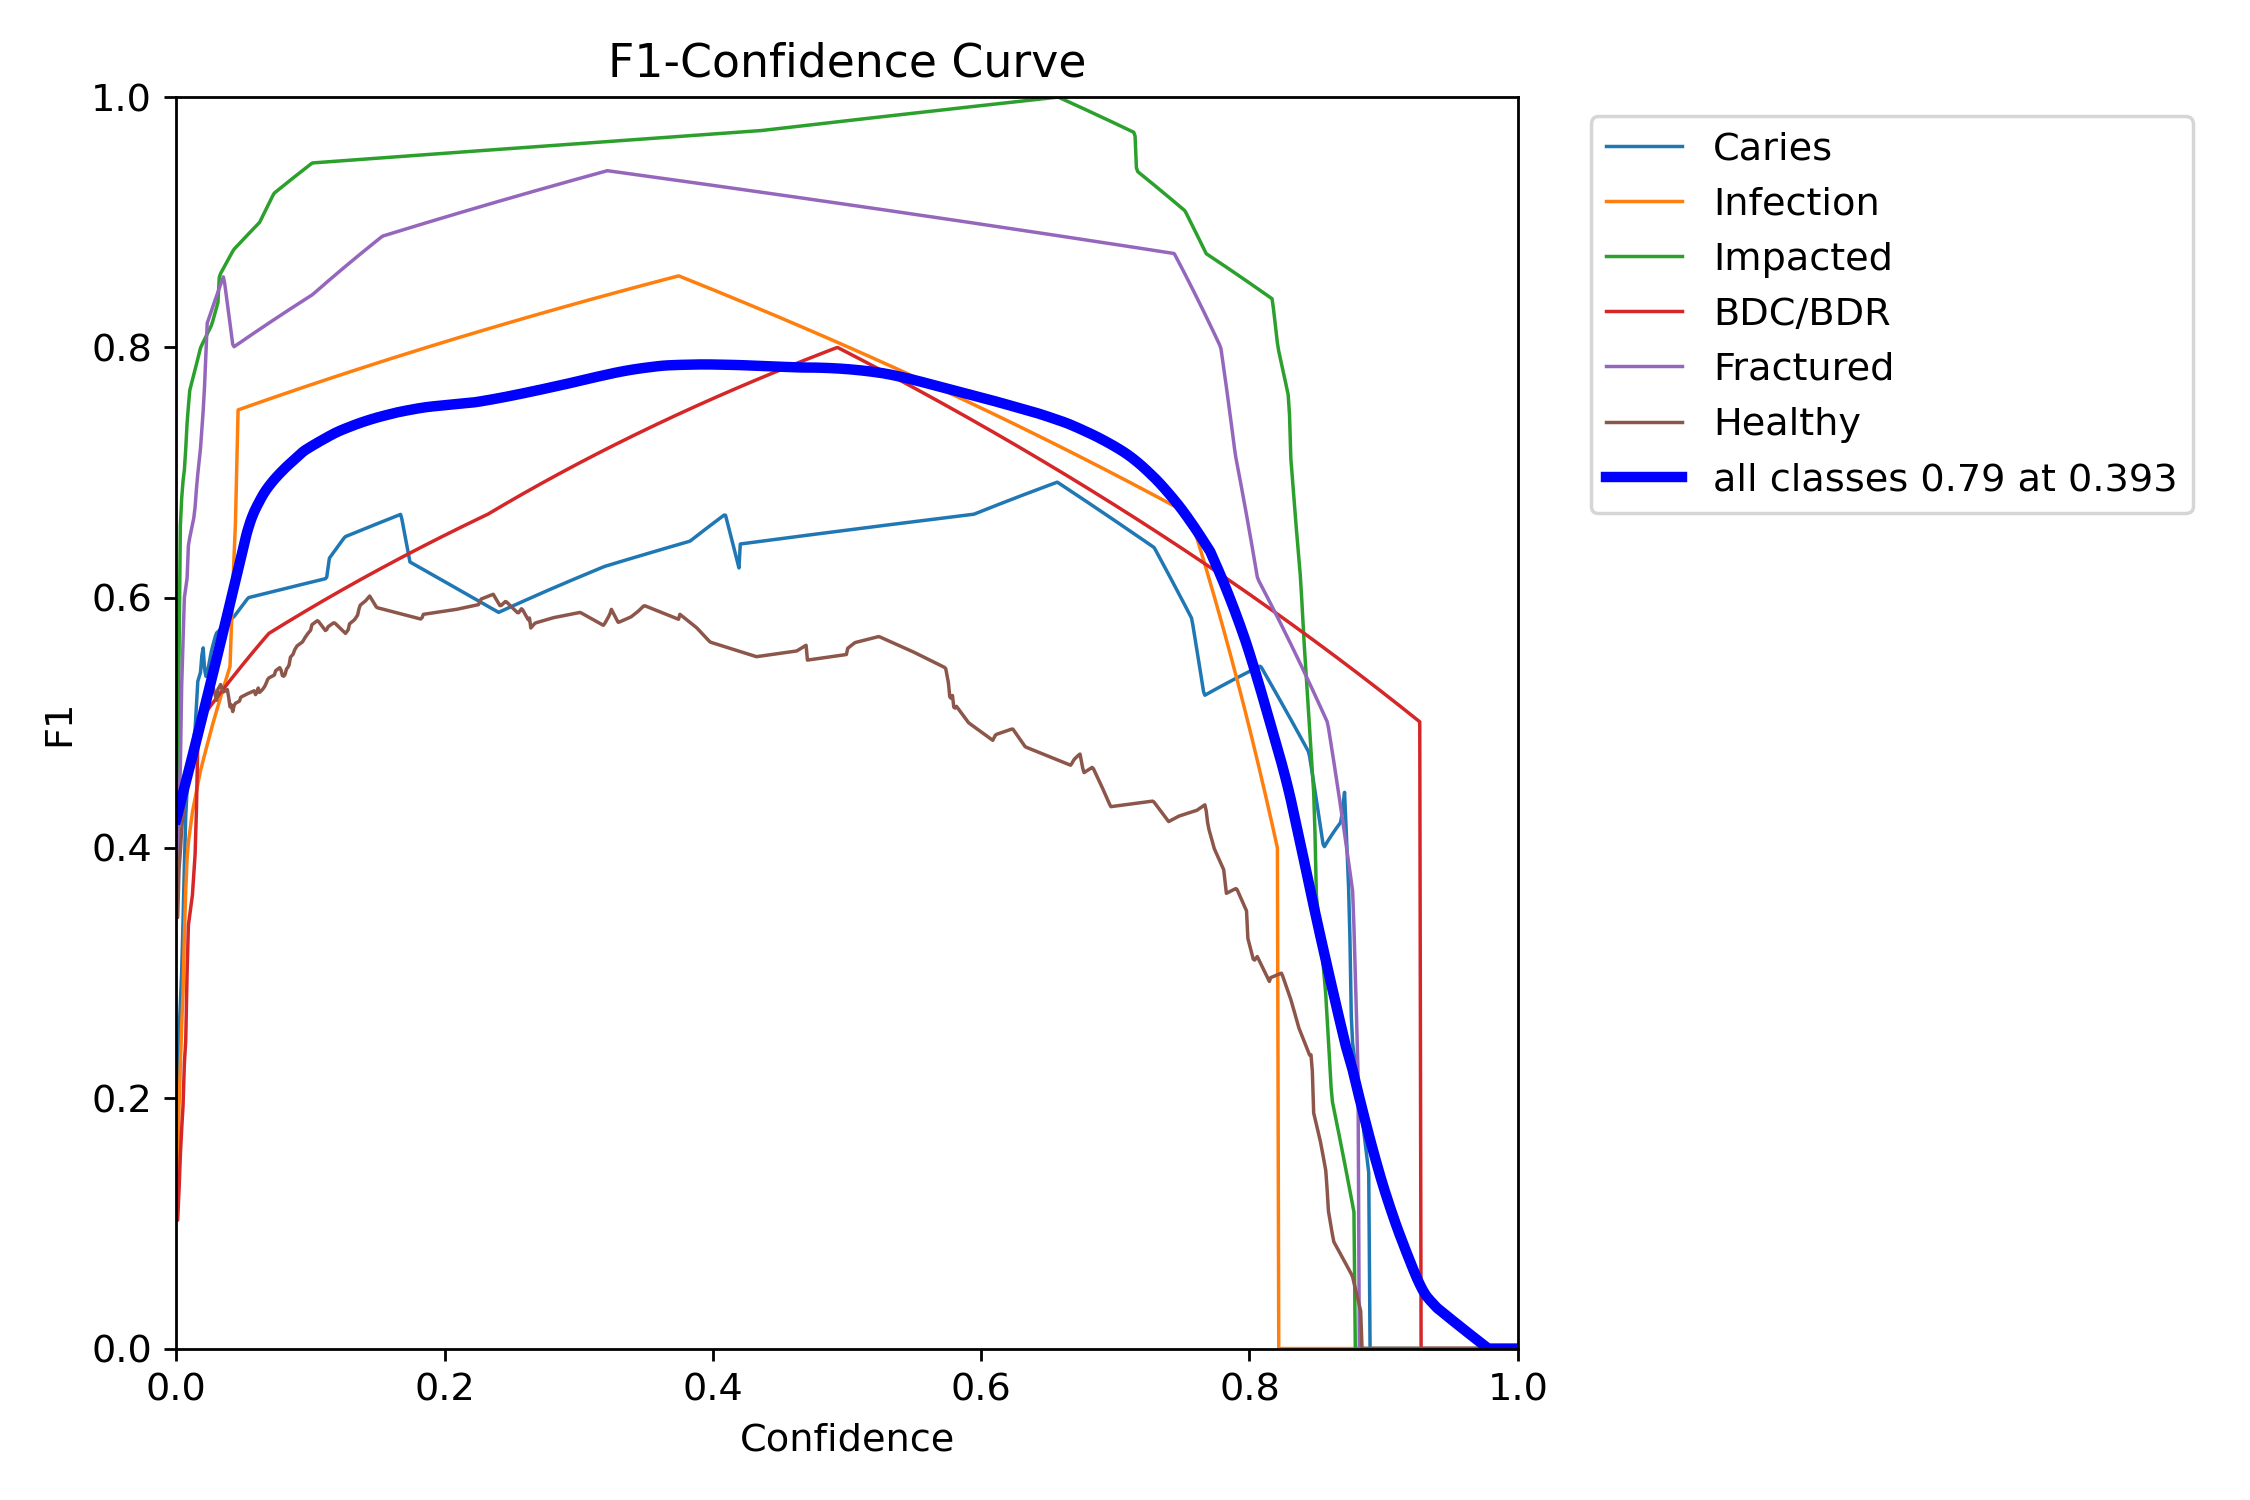 F1-Confidence Curve
1.0
0.8
0.6
0.4
0.2
0.0
F1
0.0 0.2 0.4 0.6 0.8 1.0
Confidence
Caries
Infection
Impacted
BDC/BDR
Fractured
Healthy
all classes 0.79 at 0.393